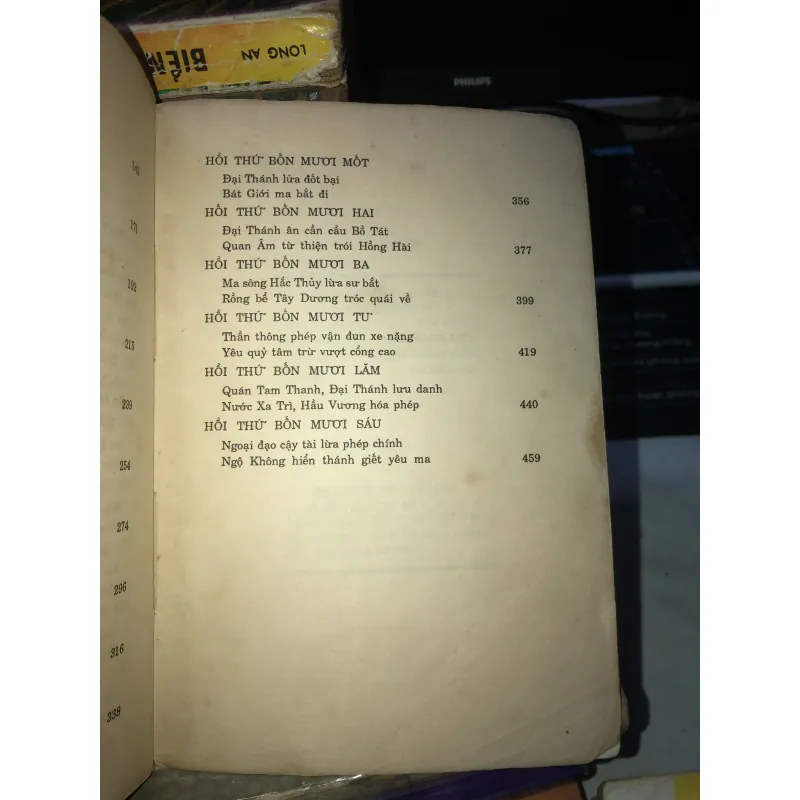 LONG AN
BIỂN
PHILIPS
149
171
192
215
239
254
274
296
316
338
HỒI THỨ BỐN MƯƠI MỐT
Đại Thánh lửa đốt bại
Bát Giới ma bắt đi 356
HỒI THỨ BỐN MƯƠI HAI
Đại Thánh ân cần cầu Bồ Tát
Quan Âm từ thiện trói Hồng Hài 377
HỒI THỨ BỐN MƯƠI BA
Ma sông Hắc Thủy lừa sư bắt
Rồng bể Tây Dương tróc quái về 399
HỒI THỨ BỐN MƯƠI TƯ
Thần thông phép vận đun xe nặng
Yêu quỷ tâm trừ vượt cổng cao 419
HỒI THỨ BỐN MƯƠI LĂM
Quán Tam Thanh, Đại Thánh lưu danh
Nước Xa Trì, Hầu Vương hóa phép 440
HỒI THỨ BỐN MƯƠI SÁU
Ngoại đạo cậy tài lừa phép chính
Ngộ Không hiển thánh giết yêu ma 459